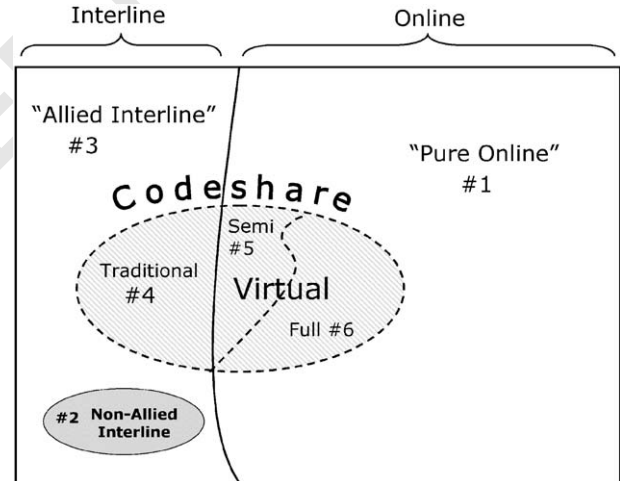 Interline
Online
“Allied Interline”
#3
“Pure Online”
#1
Codeshare
Semi
#5
Traditional
#4
Virtual
Full #6
#2 Non-Allied
Interline